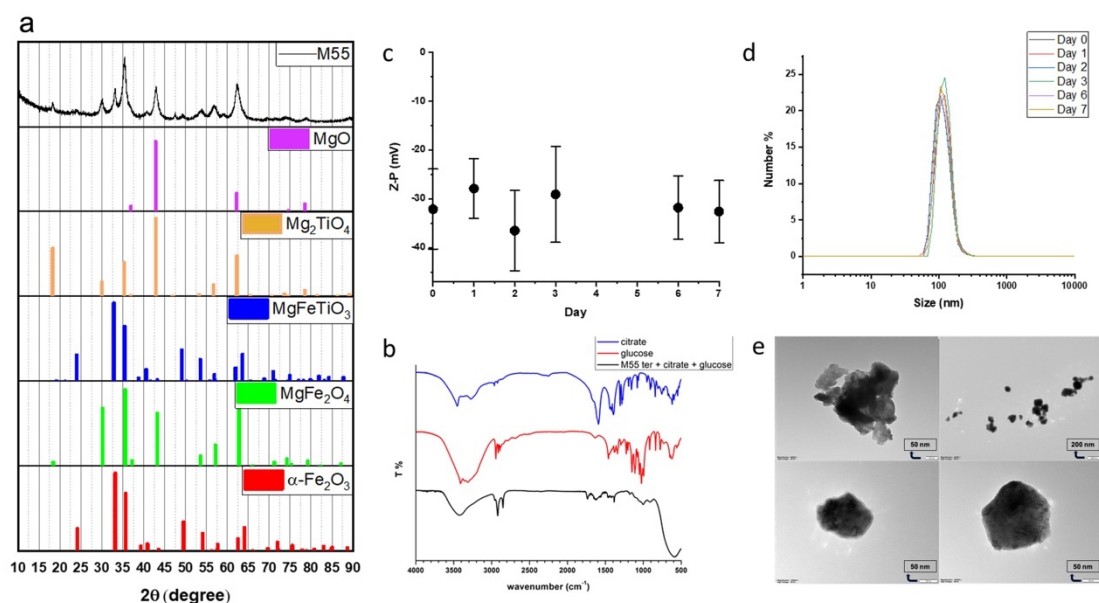 a
M55
MgO
Mg₂TiO₄
MgFeTiO₃
MgFe₂O₄
α-Fe₂O₃
10 15 20 25 30 35 40 45 50 55 60 65 70 75 80 85 90
2θ (degree)
c
0
-10
-20
-30
-40
Z-P (mV)
0 1 2 3 4 5 6 7
Day
d
Day 0
Day 1
Day 2
Day 3
Day 6
Day 7
25
20
15
10
5
0
Number %
1 10 100 1000 10000
Size (nm)
b
citrate
glucose
M55 ter + citrate + glucose
T %
4000 3500 3000 2500 2000 1500 1000 500
wavenumber (cm⁻¹)
e
50 nm
200 nm
50 nm
50 nm